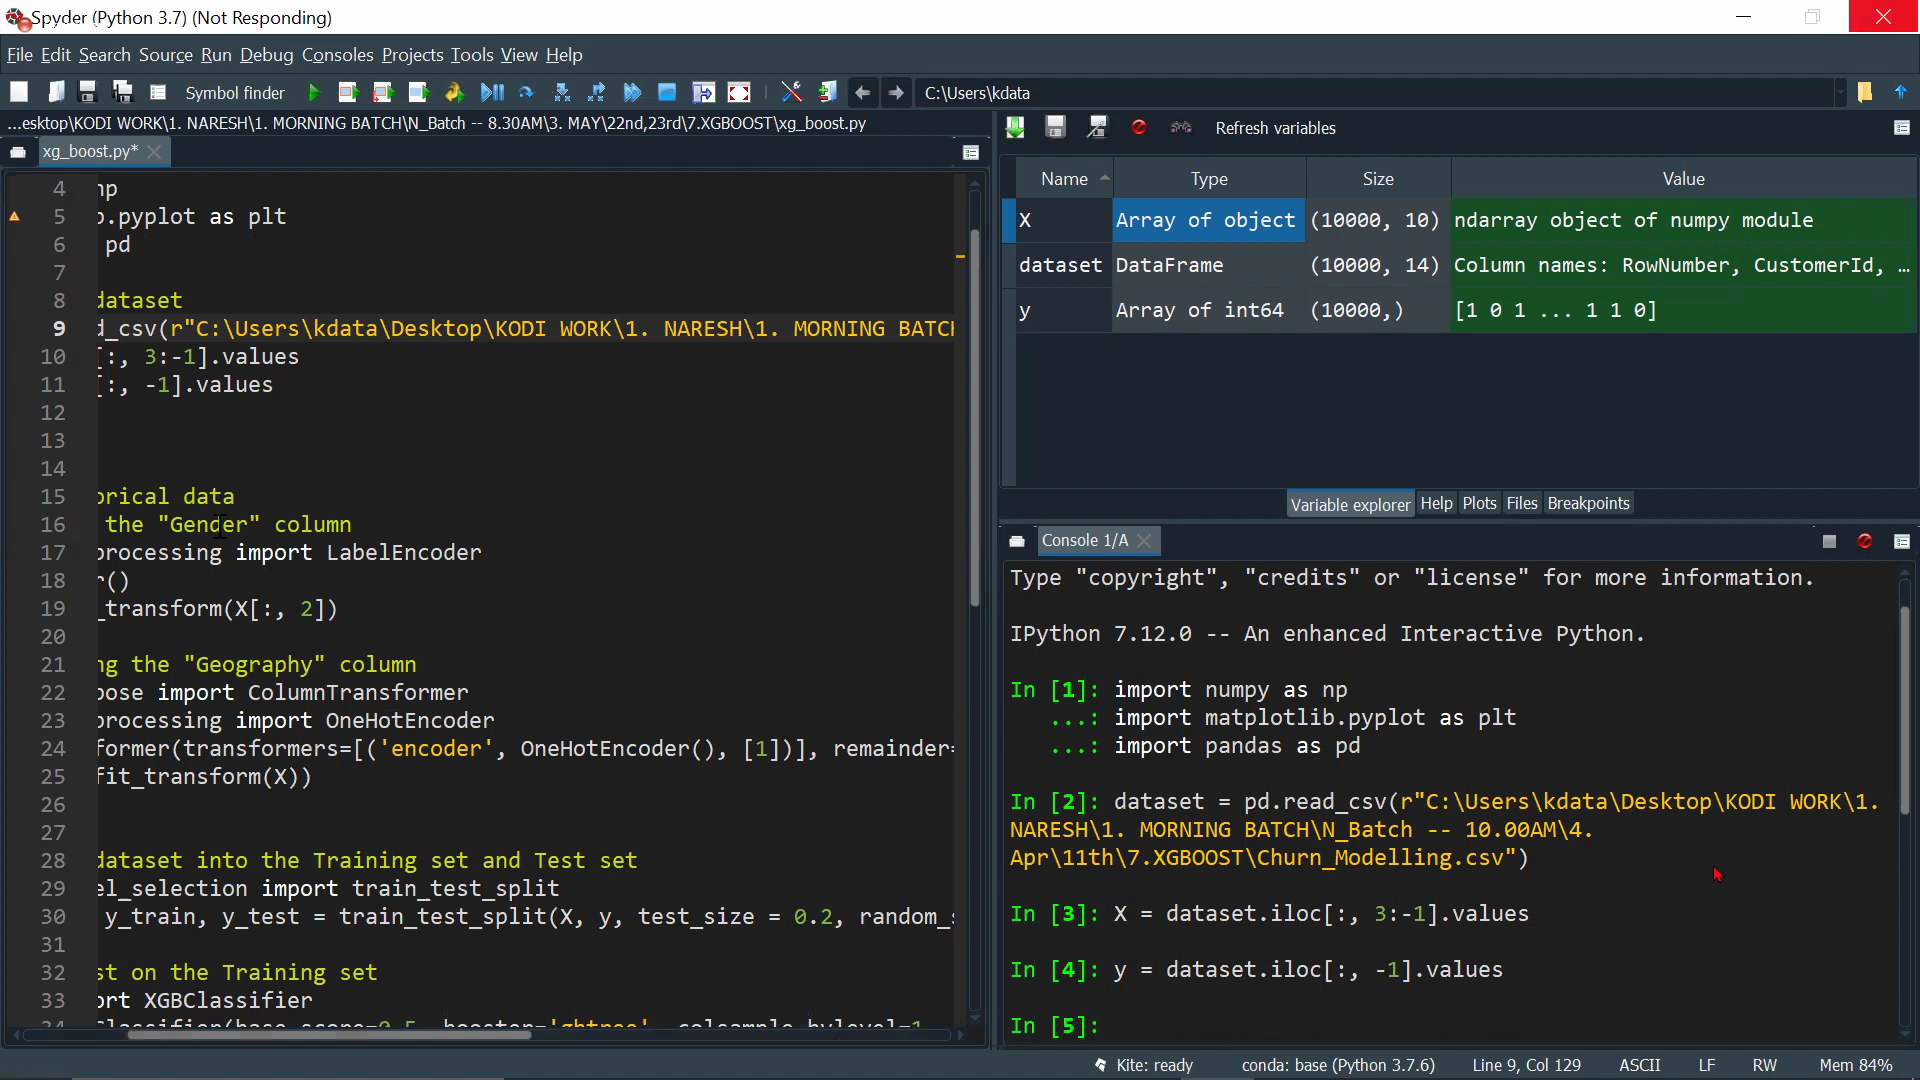 Spyder (Python 3.7) (Not Responding)
File Edit Search Source Run Debug Consoles Projects Tools View Help
Symbol finder
C:\Users\kdata
...esktop\KODI WORK\1. NARESH\1. MORNING BATCH\N_Batch -- 8.30AM\3. MAY\22nd,23rd\7.XGBOOST\xg_boost.py
xg_boost.py*
4 np
5 b.pyplot as plt
6 pd
7
8 dataset
9 d_csv(r"C:\Users\kdata\Desktop\KODI WORK\1. NARESH\1. MORNING BATCH
10 [:, 3:-1].values
11 [:, -1].values
12
13
14
15 orical data
16 the "Gender" column
17 processing import LabelEncoder
18 r()
19 _transform(X[:, 2])
20
21 ng the "Geography" column
22 pose import ColumnTransformer
23 processing import OneHotEncoder
24 former(transformers=[('encoder', OneHotEncoder(), [1])], remainder=
25 fit_transform(X))
26
27
28 dataset into the Training set and Test set
29 el_selection import train_test_split
30 y_train, y_test = train_test_split(X, y, test_size = 0.2, random_s
31
32 st on the Training set
33 ort XGBClassifier
Refresh variables
Name Type Size Value
X Array of object (10000, 10) ndarray object of numpy module
dataset DataFrame (10000, 14) Column names: RowNumber, CustomerId, …
y Array of int64 (10000,) [1 0 1 ... 1 1 0]
Variable explorer Help Plots Files Breakpoints
Console 1/A
Type "copyright", "credits" or "license" for more information.
IPython 7.12.0 -- An enhanced Interactive Python.
In [1]: import numpy as np
...: import matplotlib.pyplot as plt
...: import pandas as pd
In [2]: dataset = pd.read_csv(r"C:\Users\kdata\Desktop\KODI WORK\1.
NARESH\1. MORNING BATCH\N_Batch -- 10.00AM\4.
Apr\11th\7.XGBOOST\Churn_Modelling.csv")
In [3]: X = dataset.iloc[:, 3:-1].values
In [4]: y = dataset.iloc[:, -1].values
In [5]:
Kite: ready conda: base (Python 3.7.6) Line 9, Col 129 ASCII LF RW Mem 84%